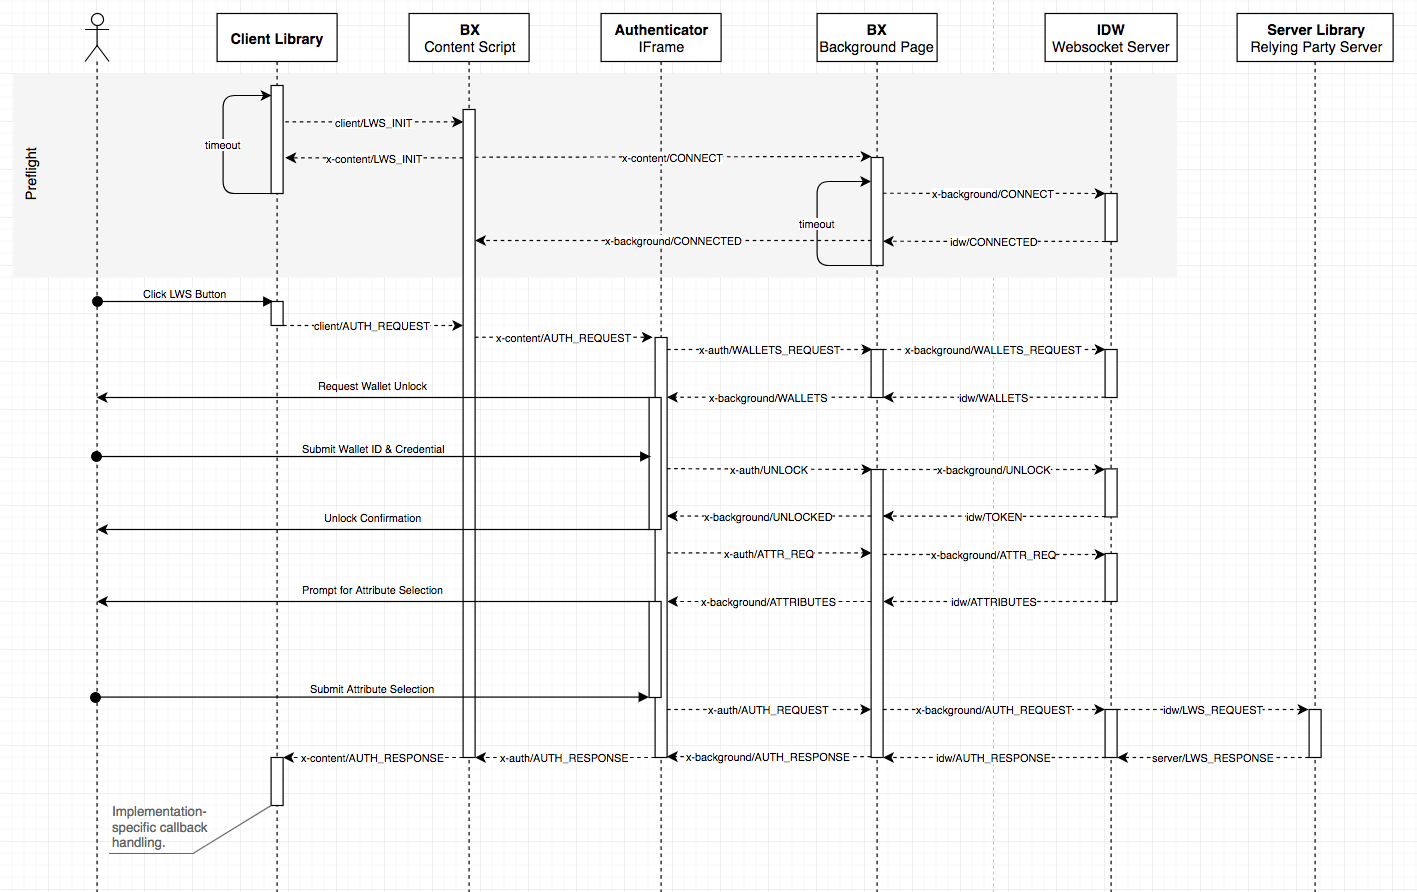 Client Library
BX
Content Script
Authenticator
IFrame
BX
Background Page
IDW
Websocket Server
Server Library
Relying Party Server
Preflight
timeout
client/LWS_INIT
x-content/LWS_INIT
x-content/CONNECT
x-background/CONNECT
timeout
x-background/CONNECTED
idw/CONNECTED
Click LWS Button
client/AUTH_REQUEST
x-content/AUTH_REQUEST
x-auth/WALLETS_REQUEST
x-background/WALLETS_REQUEST
Request Wallet Unlock
x-background/WALLETS
idw/WALLETS
Submit Wallet ID & Credential
x-auth/UNLOCK
x-background/UNLOCK
Unlock Confirmation
x-background/UNLOCKED
idw/TOKEN
x-auth/ATTR_REQ
x-background/ATTR_REQ
Prompt for Attribute Selection
x-background/ATTRIBUTES
idw/ATTRIBUTES
Submit Attribute Selection
x-auth/AUTH_REQUEST
x-background/AUTH_REQUEST
idw/LWS_REQUEST
x-content/AUTH_RESPONSE
x-auth/AUTH_RESPONSE
x-background/AUTH_RESPONSE
idw/AUTH_RESPONSE
server/LWS_RESPONSE
Implementation-
specific callback
handling.